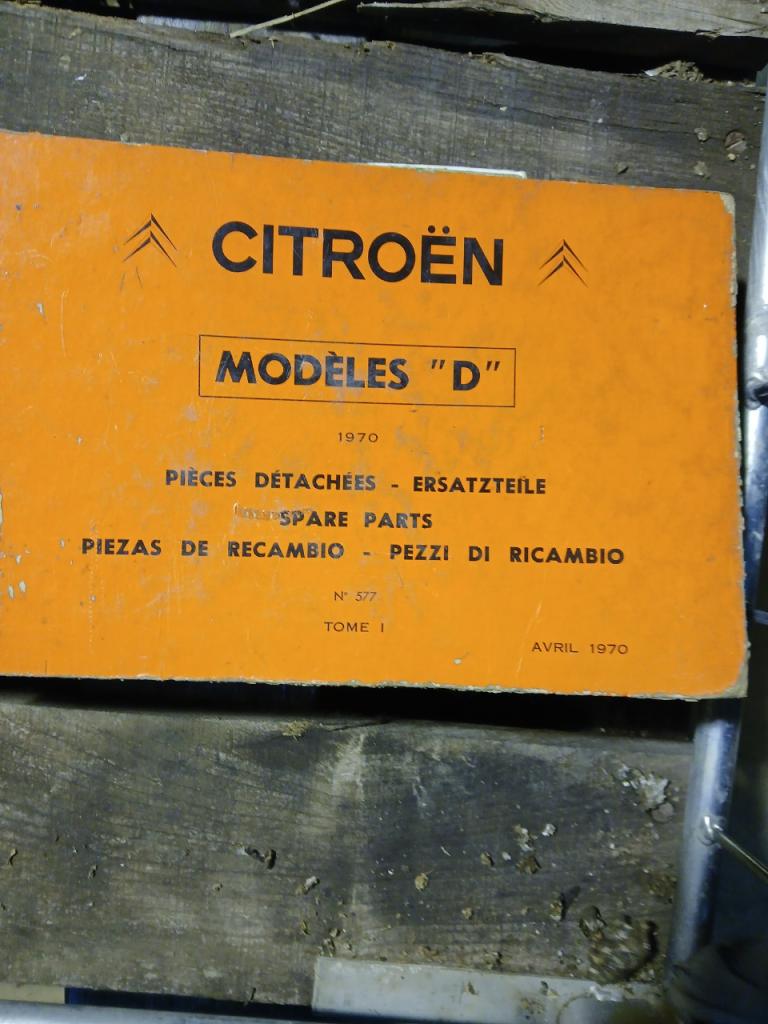 CITROËN
MODÈLES "D"
1970
PIÈCES DÉTACHÉES - ERSATZTEILE
SPARE PARTS
PIEZAS DE RECAMBIO - PEZZI DI RICAMBIO
N° 577
TOME I
AVRIL 1970